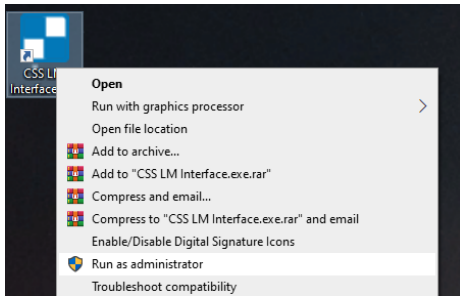 CSS L
Interface
Open
Run with graphics processor
Open file location
Add to archive...
Add to "CSS LM Interface.exe.rar"
Compress and email...
Compress to "CSS LM Interface.exe.rar" and email
Enable/Disable Digital Signature Icons
Run as administrator
Troubleshoot compatibility